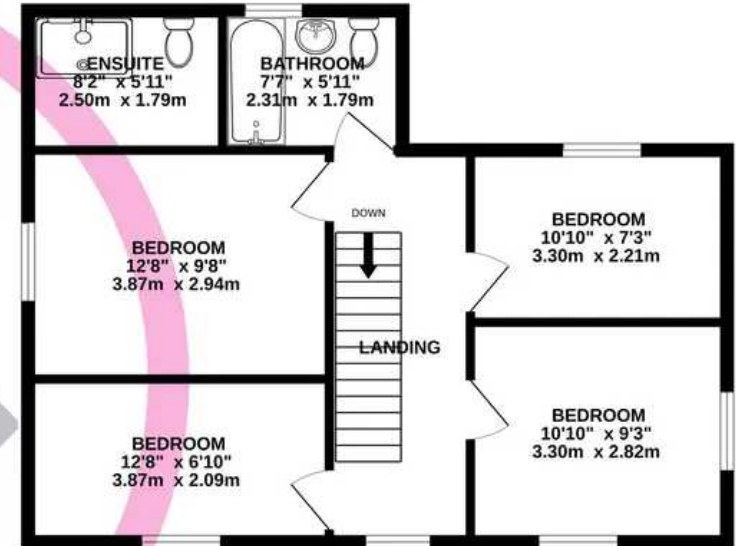 ENSUITE
8'2" x 5'11"
2.50m x 1.79m
BATHROOM
7'7" x 5'11"
2.31m x 1.79m
DOWN
BEDROOM
10'10" x 7'3"
3.30m x 2.21m
BEDROOM
12'8" x 9'8"
3.87m x 2.94m
LANDING
BEDROOM
12'8" x 6'10"
3.87m x 2.09m
BEDROOM
10'10" x 9'3"
3.30m x 2.82m